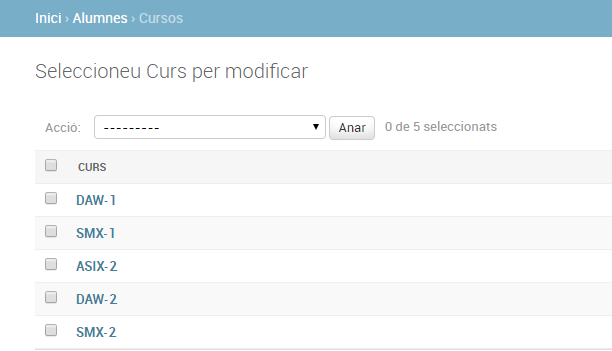 Inici › Alumnes › Cursos
Seleccioneu Curs per modificar
Acció: --------- Anar 0 de 5 seleccionats
CURS
DAW-1
SMX-1
ASIX-2
DAW-2
SMX-2